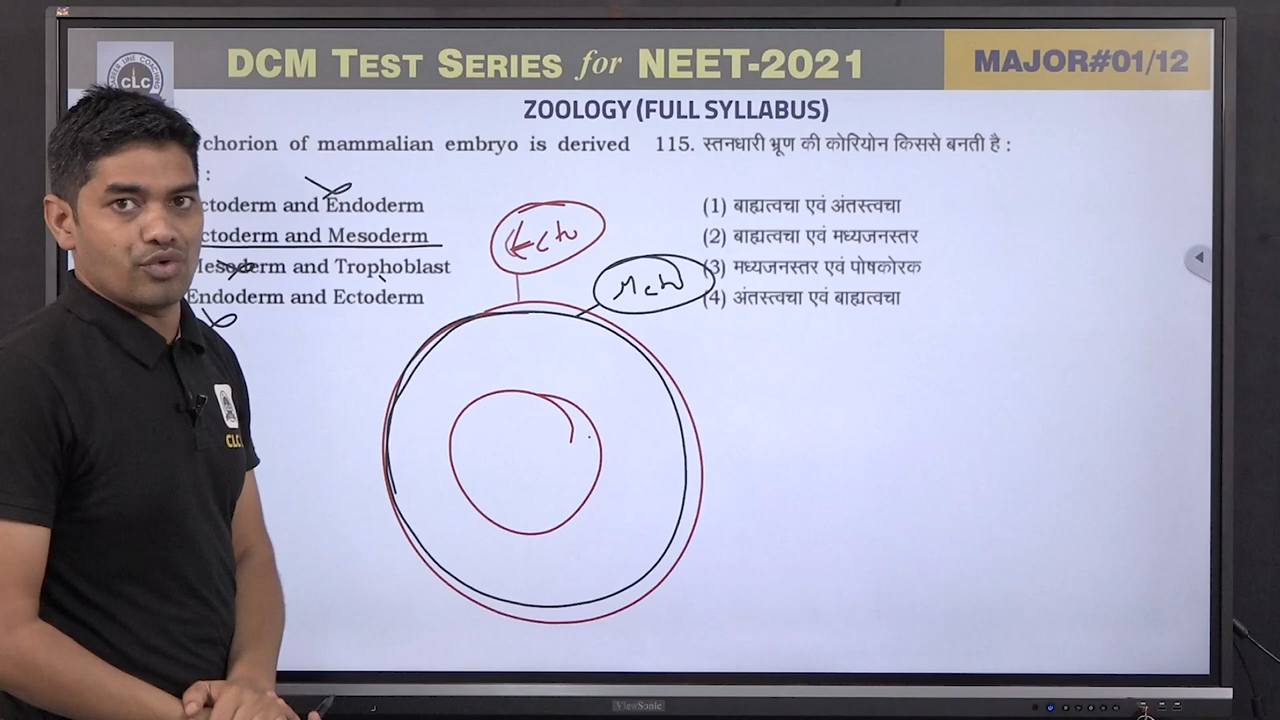 DCM TEST SERIES for NEET-2021
MAJOR#01/12
CLC
ZOOLOGY (FULL SYLLABUS)
chorion of mammalian embryo is derived
:
ctoderm and Endoderm
ctoderm and Mesoderm
Mesoderm and Trophoblast
Endoderm and Ectoderm
115. स्तनधारी भ्रूण की कोरियोन किससे बनती है :
(1) बाह्यत्वचा एवं अंतस्त्वचा
(2) बाह्यत्वचा एवं मध्यजनस्तर
(3) मध्यजनस्तर एवं पोषकोरक
(4) अंतस्त्वचा एवं बाह्यत्वचा
CLC
ViewSonic